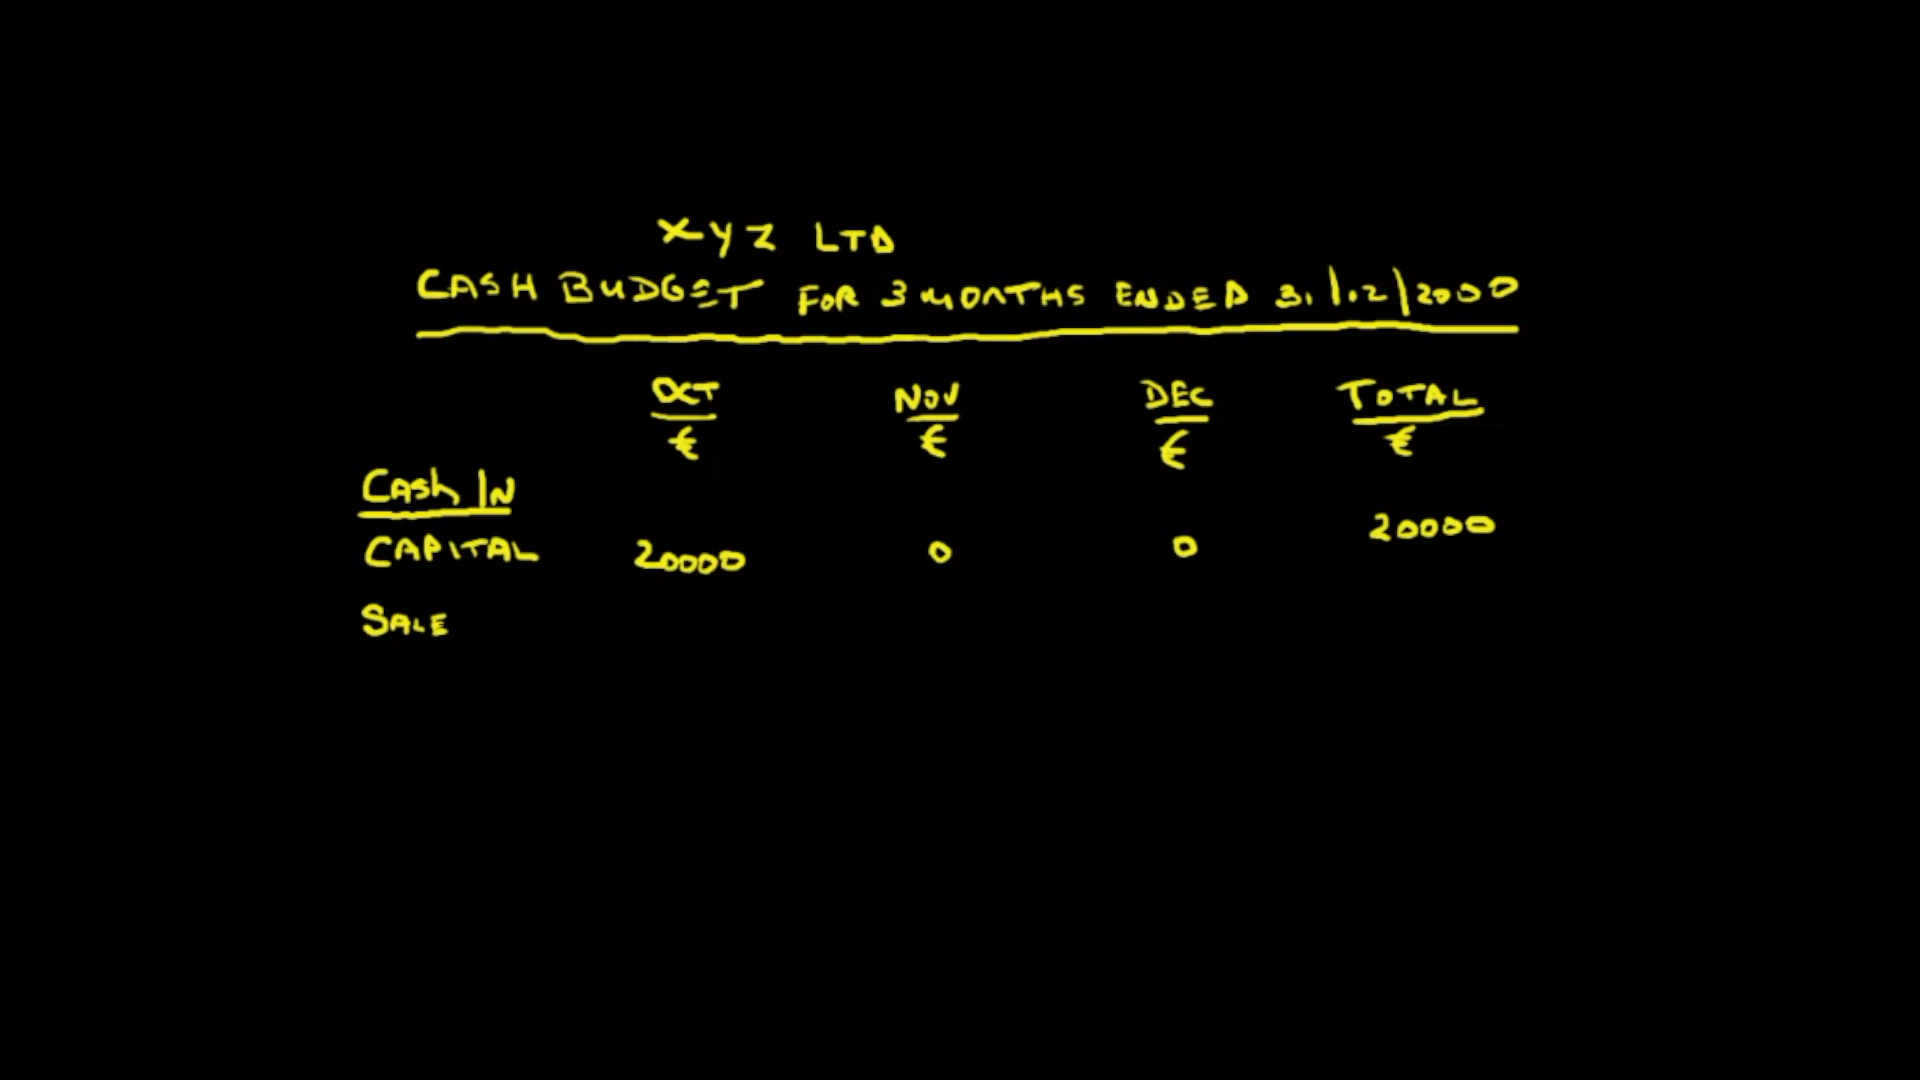 XYZ LTD
CASH BUDGET FOR 3 MONTHS ENDED 31/12/2000
OCT NOV DEC TOTAL
€ € € €
Cash In
CAPITAL 20000 0 0 20000
SALE